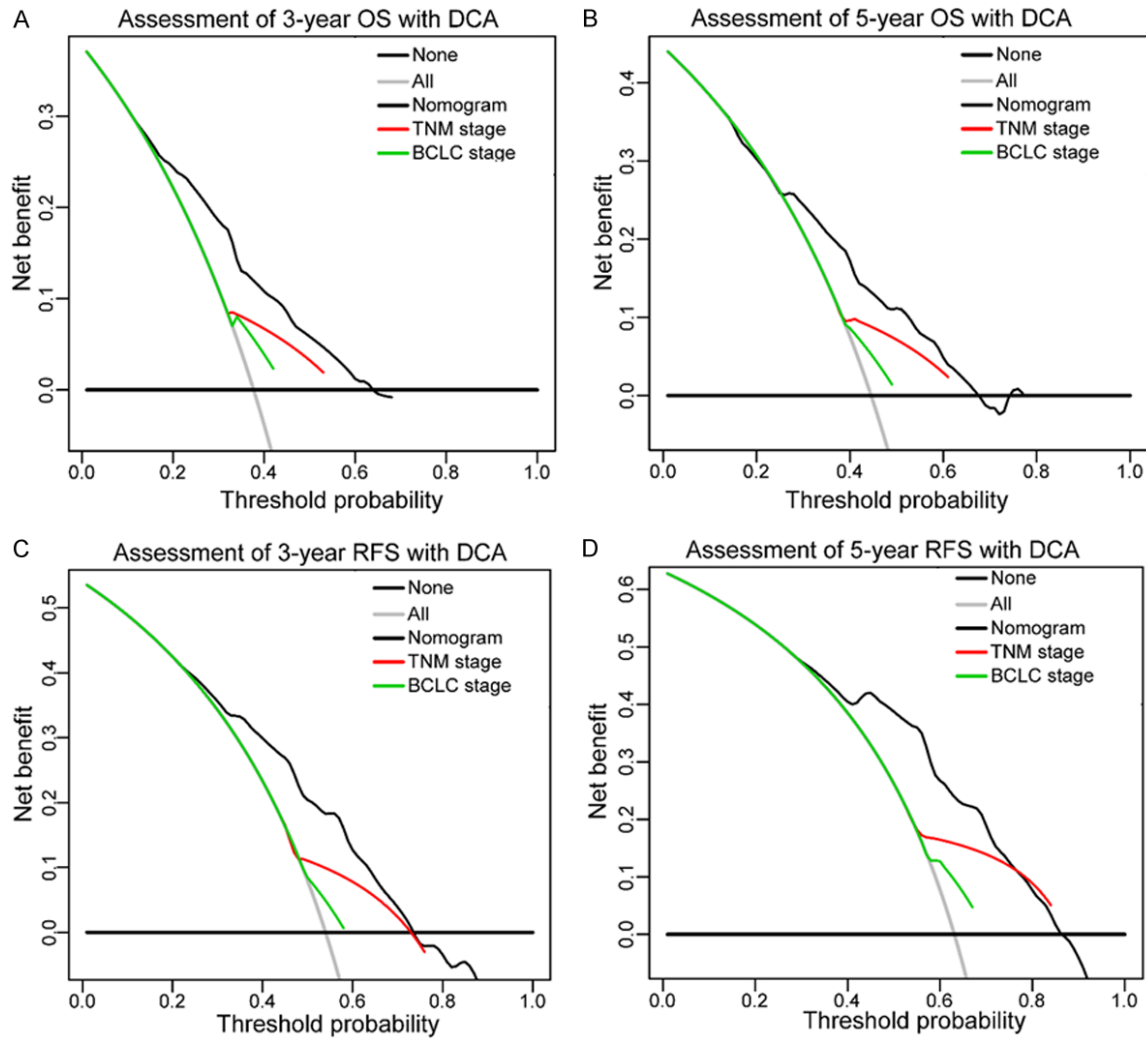 A
Assessment of 3-year OS with DCA
None
All
Nomogram
TNM stage
BCLC stage
Net benefit
0.3
0.2
0.1
0.0
0.0 0.2 0.4 0.6 0.8 1.0
Threshold probability
B
Assessment of 5-year OS with DCA
None
All
Nomogram
TNM stage
BCLC stage
Net benefit
0.4
0.3
0.2
0.1
0.0
0.0 0.2 0.4 0.6 0.8 1.0
Threshold probability
C
Assessment of 3-year RFS with DCA
None
All
Nomogram
TNM stage
BCLC stage
Net benefit
0.5
0.4
0.3
0.2
0.1
0.0
0.0 0.2 0.4 0.6 0.8 1.0
Threshold probability
D
Assessment of 5-year RFS with DCA
None
All
Nomogram
TNM stage
BCLC stage
Net benefit
0.6
0.5
0.4
0.3
0.2
0.1
0.0
0.0 0.2 0.4 0.6 0.8 1.0
Threshold probability